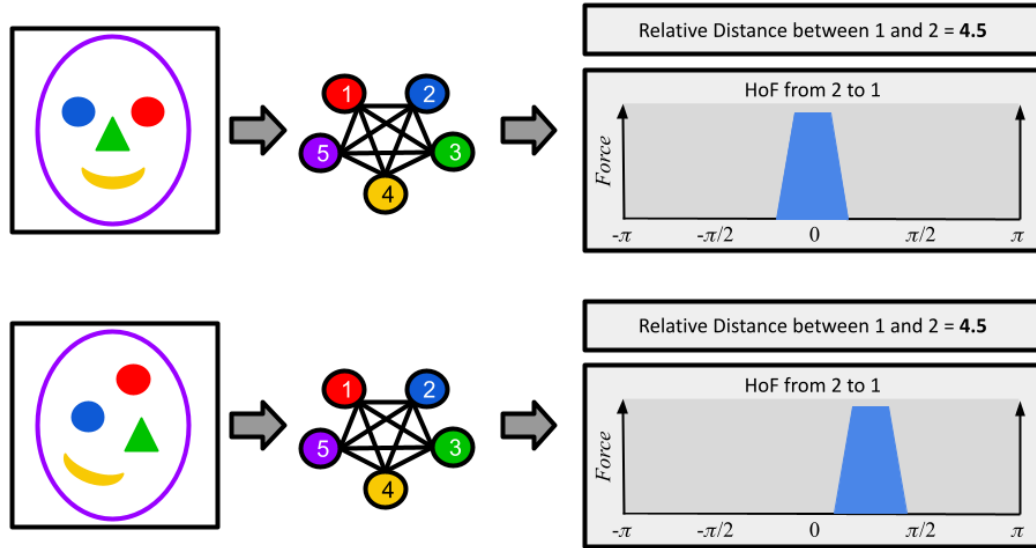 Relative Distance between 1 and 2 = 4.5
HoF from 2 to 1
1 2
5 3
4
Force
-π -π/2 0 π/2 π
Relative Distance between 1 and 2 = 4.5
HoF from 2 to 1
1 2
5 3
4
Force
-π -π/2 0 π/2 π